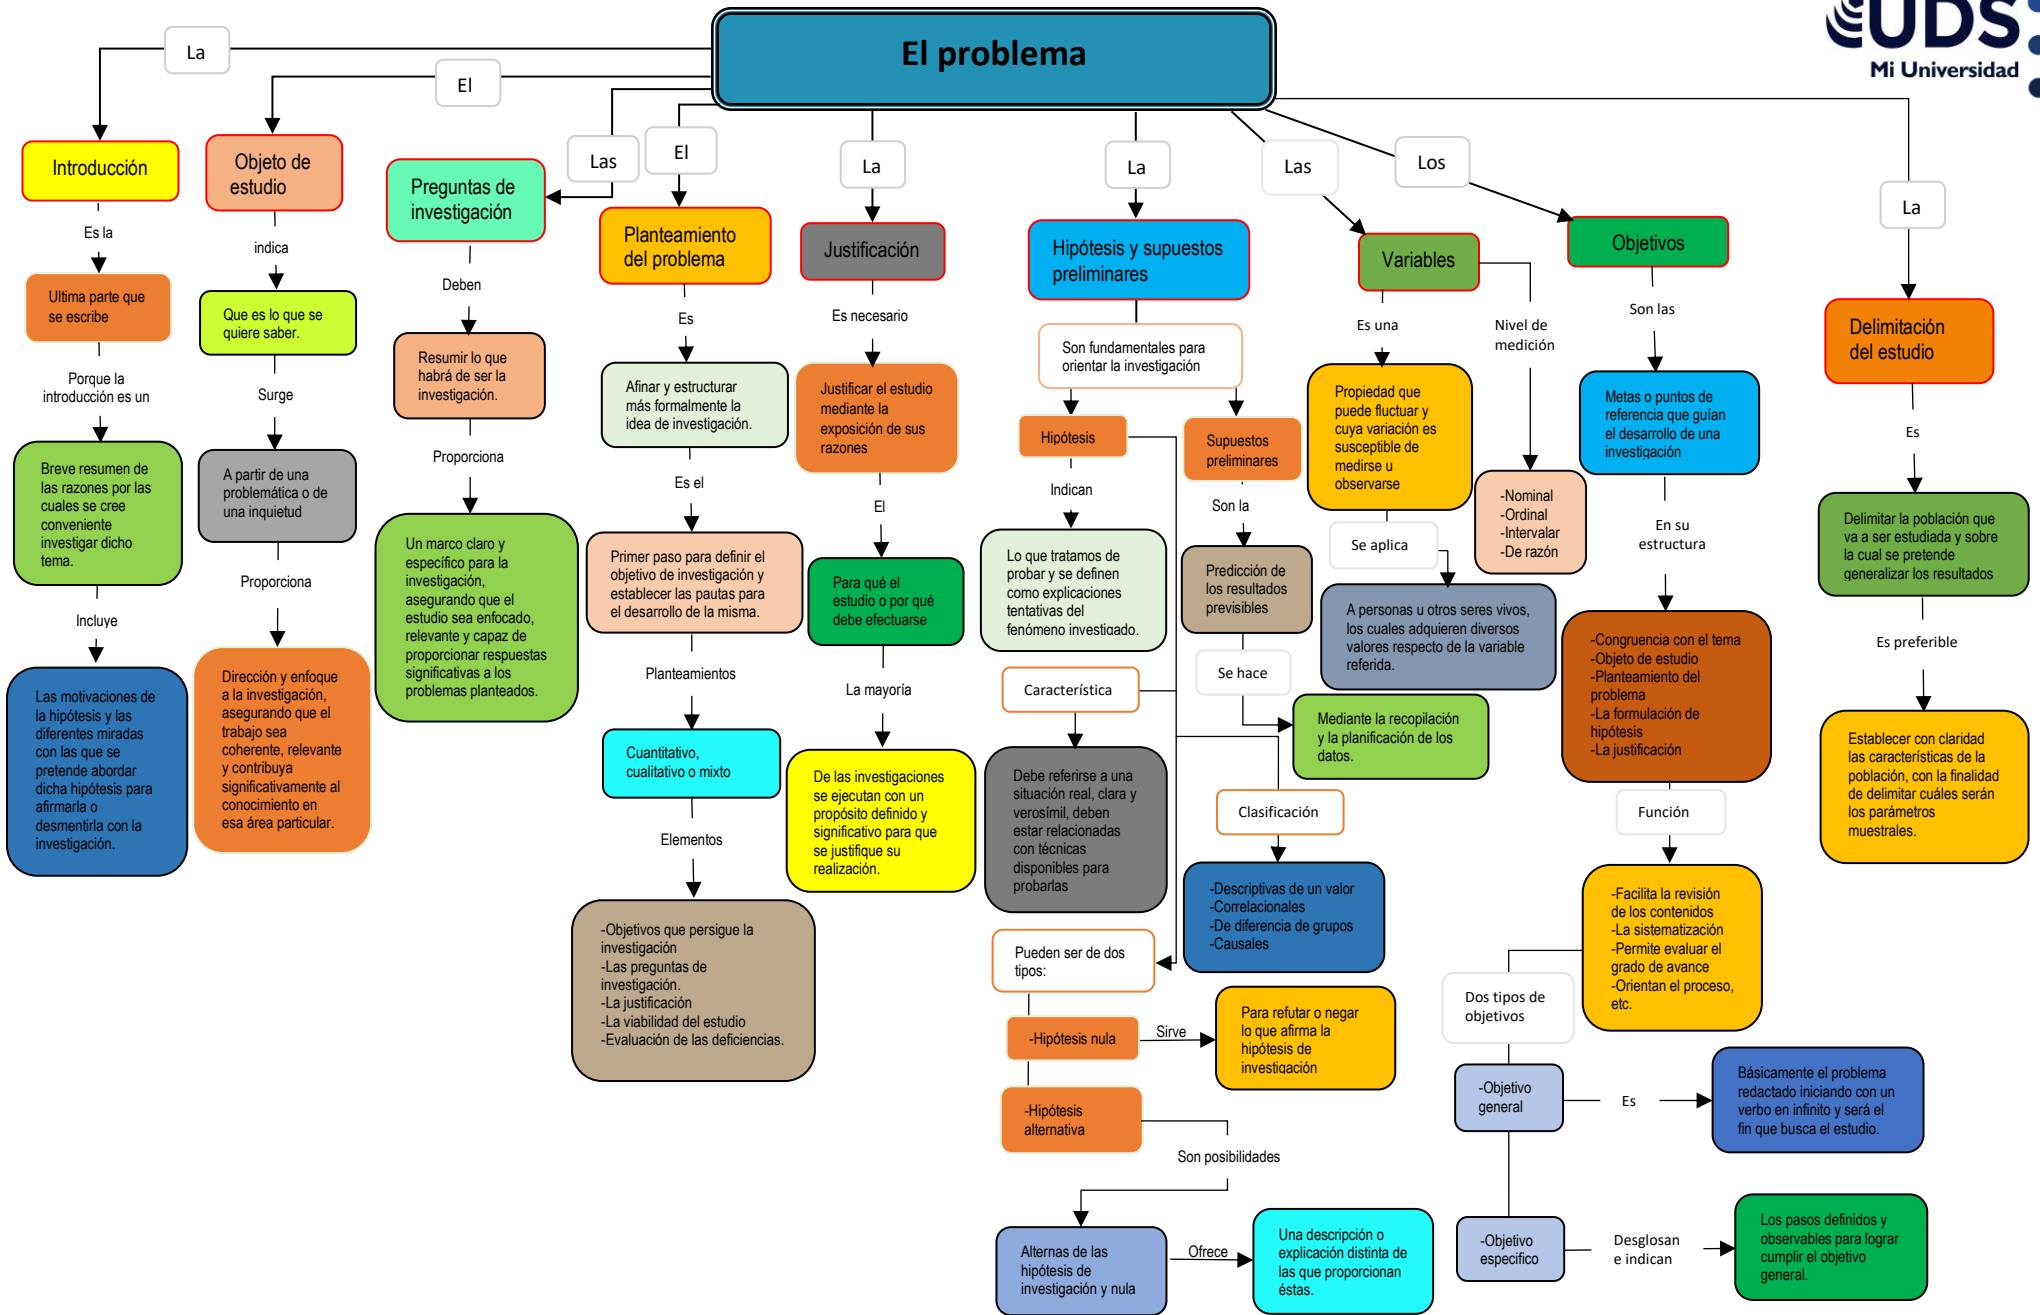 El problema
UDS
Mi Universidad
La
Introducción
Es la
Ultima parte que
se escribe
Porque la
introducción es un
Breve resumen de
las razones por las
cuales se cree
conveniente
investigar dicho
tema.
Incluye
Las motivaciones de
la hipótesis y las
diferentes miradas
con las que se
pretende abordar
dicha hipótesis para
afirmarla o
desmentirla con la
investigación.
El
Objeto de
estudio
indica
Que es lo que se
quiere saber.
Surge
A partir de una
problemática o de
una inquietud
Proporciona
Dirección y enfoque
a la investigación,
asegurando que el
trabajo sea
coherente, relevante
y contribuya
significativamente al
conocimiento en
esa área particular.
Las
Preguntas de
investigación
Deben
Resumir lo que
habrá de ser la
investigación.
Proporciona
Un marco claro y
específico para la
investigación,
asegurando que el
estudio sea enfocado,
relevante y capaz de
proporcionar respuestas
significativas a los
problemas planteados.
El
Planteamiento
del problema
Es
Afinar y estructurar
más formalmente la
idea de investigación.
Es el
Primer paso para definir el
objetivo de investigación y
establecer las pautas para
el desarrollo de la misma.
Planteamientos
Cuantitativo,
cualitativo o mixto
Elementos
-Objetivos que persigue la
investigación
-Las preguntas de
investigación.
-La justificación
-La viabilidad del estudio
-Evaluación de las deficiencias.
La
Justificación
Es necesario
Justificar el estudio
mediante la
exposición de sus
razones
El
Para qué el
estudio o por qué
debe efectuarse
La mayoría
De las investigaciones
se ejecutan con un
propósito definido y
significativo para que
se justifique su
realización.
La
Hipótesis y supuestos
preliminares
Son fundamentales para
orientar la investigación
Hipótesis
Indican
Lo que tratamos de
probar y se definen
como explicaciones
tentativas del
fenómeno investigado.
Característica
Debe referirse a una
situación real, clara y
verosímil, deben
estar relacionadas
con técnicas
disponibles para
probarlas
Clasificación
-Descriptivas de un valor
-Correlacionales
-De diferencia de grupos
-Causales
Pueden ser de dos
tipos:
-Hipótesis nula
Sirve
Para refutar o negar
lo que afirma la
hipótesis de
investigación
-Hipótesis
alternativa
Son posibilidades
Alternas de las
hipótesis de
investigación y nula
Ofrece
Una descripción o
explicación distinta de
las que proporcionan
éstas.
Supuestos
preliminares
Son la
Predicción de
los resultados
previsibles
Se hace
Mediante la recopilación
y la planificación de los
datos.
Las
Variables
Es una
Propiedad que
puede fluctuar y
cuya variación es
susceptible de
medirse u
observarse
Se aplica
A personas u otros seres vivos,
los cuales adquieren diversos
valores respecto de la variable
referida.
Nivel de
medición
-Nominal
-Ordinal
-Intervalar
-De razón
Los
Objetivos
Son las
Metas o puntos de
referencia que guían
el desarrollo de una
investigación
En su
estructura
-Congruencia con el tema
-Objeto de estudio
-Planteamiento del
problema
-La formulación de
hipótesis
-La justificación
Función
-Facilita la revisión
de los contenidos
-La sistematización
-Permite evaluar el
grado de avance
-Orientan el proceso,
etc.
Dos tipos de
objetivos
-Objetivo
general
Es
Básicamente el problema
redactado iniciando con un
verbo en infinito y será el
fin que busca el estudio.
-Objetivo
especifico
Desglosan
e indican
Los pasos definidos y
observables para lograr
cumplir el objetivo
general.
La
Delimitación
del estudio
Es
Delimitar la población que
va a ser estudiada y sobre
la cual se pretende
generalizar los resultados
Es preferible
Establecer con claridad
las características de la
población, con la finalidad
de delimitar cuáles serán
los parámetros
muestrales.